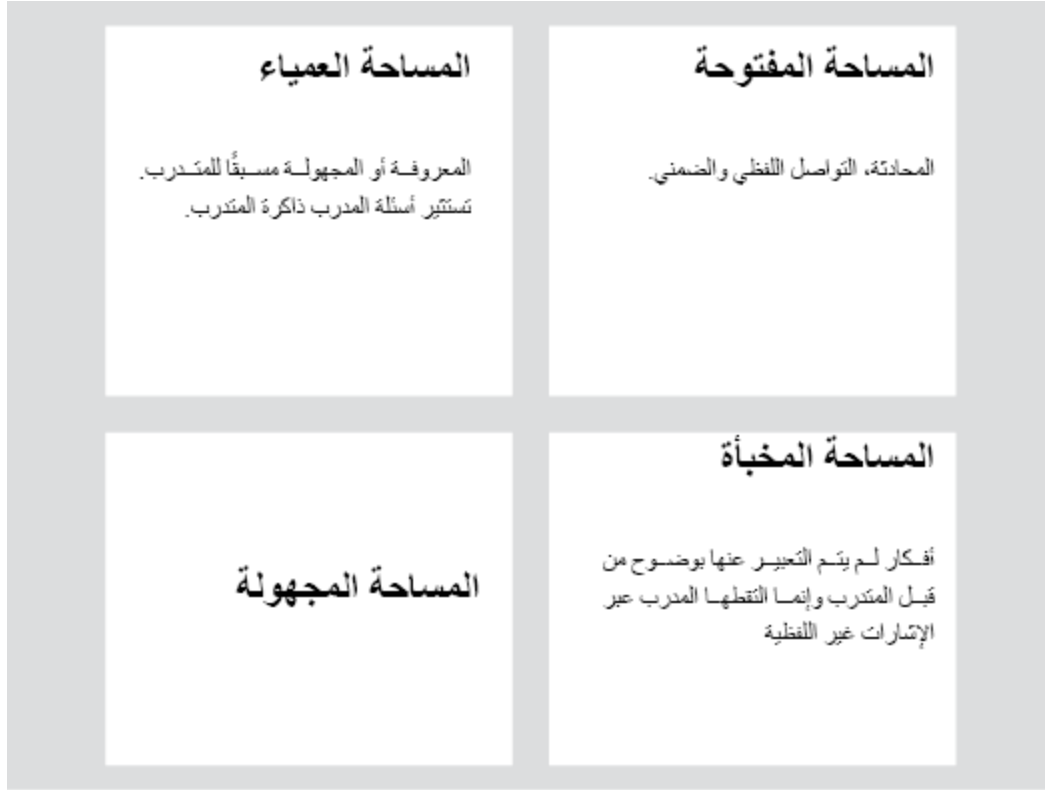 المساحة المفتوحة
المحادثة، التواصل اللفظي والضمني.
المساحة العمياء
المعروفة أو المجهولة مسبقًا للمتدرب.
تستثير أسئلة المدرب ذاكرة المتدرب.
المساحة المخبأة
أفكار لم يتم التعبير عنها بوضوح من
قبل المتدرب وإنما التقطها المدرب عبر
الإشارات غير اللفظية
المساحة المجهولة